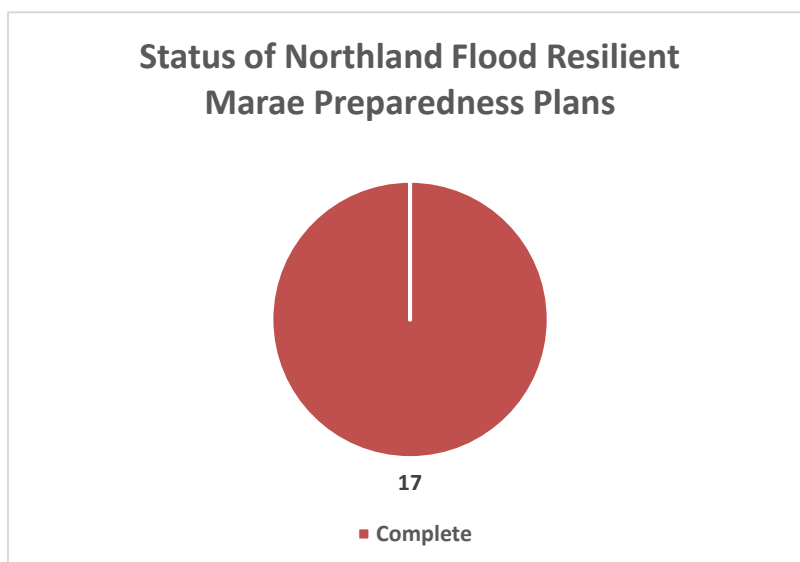 Status of Northland Flood Resilient
Marae Preparedness Plans
17
Complete